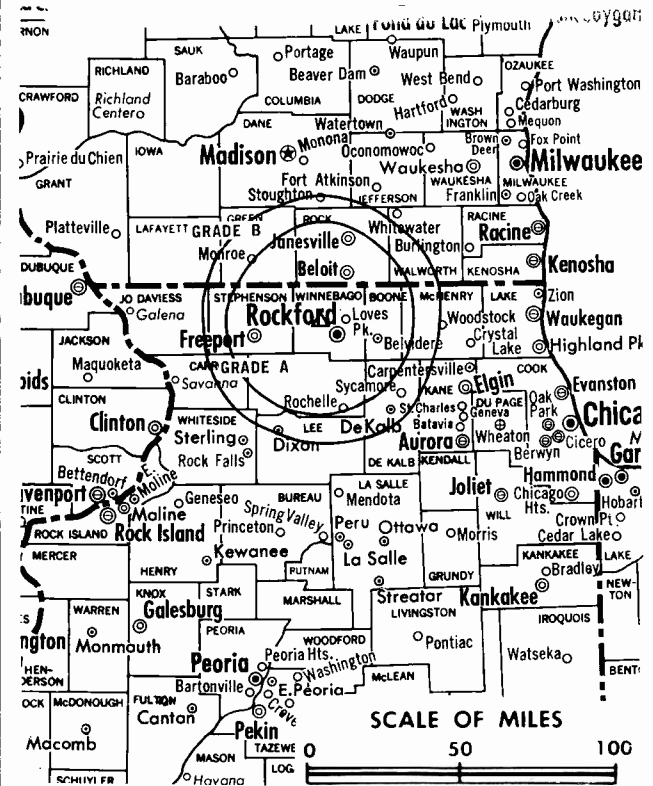 LAKE Fond du Lac Plymouth
RNON
SAUK
Portage
Waupun
OZAUKEE
RICHLAND
Baraboo
Beaver Dam
West Bend
Port Washington
CRAWFORD
Richland
Center
COLUMBIA
DODGE
Hartford
WASH
INGTON
Cedarburg
Mequon
DANE
Watertown
Brown
Deer
Fox Point
Prairie du Chien
IOWA
Madison
Monona
Oconomowoc
Waukesha
Milwaukee
GRANT
Fort Atkinson
WAUKESHA
MILWAUKEE
Stoughton
JEFFERSON
Franklin
Oak Creek
GREEN
ROCK
RACINE
Platteville
LAFAYETT
GRADE B
Janesville
Whitewater
Burlington
Racine
Monroe
DUBUQUE
Beloit
WALWORTH
KENOSHA
Kenosha
buque
JO DAVIESS
STEPHENSON
WINNEBAGO
BOONE
McHENRY
LAKE
Zion
Galena
Rockford
Loves
Pk.
Woodstock
Waukegan
JACKSON
Freeport
Belvidere
Crystal
Lake
Highland Pk
Maquoketa
CARR
GRADE A
Carpentersville
COOK
oids
Savanna
Sycamore
KANE
Elgin
Evanston
CLINTON
Rochelle
St. Charles
DU PAGE
Oak
Park
Clinton
WHITESIDE
LEE
De Kalb
Geneva
Batavia
Chica
Sterling
Dixon
Aurora
Wheaton
Cicero
SCOTT
Rock Falls
DE KALB
KENDALL
Berwyn
Gar
Bettendorf
E.
Moline
LA SALLE
Hammond
venport
Geneseo
BUREAU
Mendota
Joliet
Chicago
Hts.
Hobart
TINE
Moline
Spring Valley
WILL
Rock Island
Princeton
Peru
Ottawa
Crown Pt
ROCK ISLAND
Morris
Cedar Lake
MERCER
Kewanee
La Salle
KANKAKEE
LAKE
HENRY
PUTNAM
GRUNDY
Bradley
KNOX
STARK
Streator
Kankakee
NEW-
TON
WARREN
Galesburg
MARSHALL
LIVINGSTON
IROQUOIS
PEORIA
ngton
Monmouth
WOODFORD
Pontiac
Watseka
HEN-
DERSON
Peoria
Peoria Hts.
Washington
McLEAN
BENT
Bartonville
E. Peoria
OCK
McDONOUGH
FULTON
Canton
Creve
SCALE OF MILES
Macomb
Pekin
MASON
TAZEWE
0 50 100
LOG
SCHUYLER
Havana